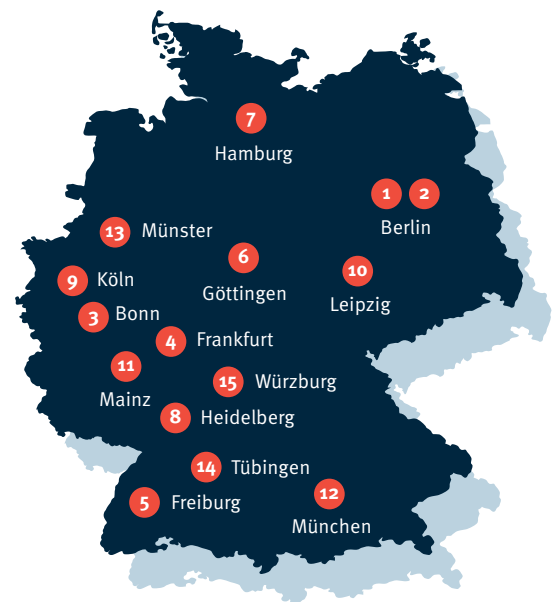 7
Hamburg
1 2
Berlin
13 Münster
6
Göttingen
10
Leipzig
9 Köln
3 Bonn
4 Frankfurt
11
Mainz
15 Würzburg
8 Heidelberg
14 Tübingen
5 Freiburg
12
München